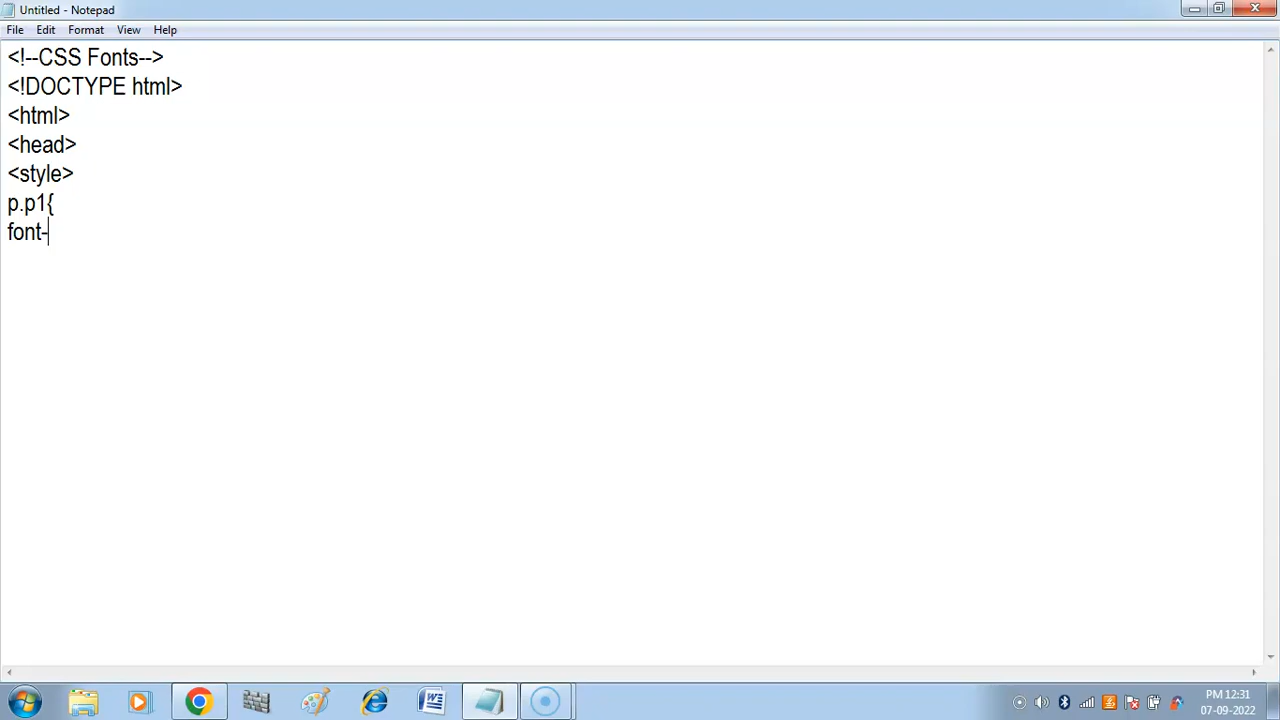 Untitled - Notepad
File Edit Format View Help
<!--CSS Fonts-->
<!DOCTYPE html>
<html>
<head>
<style>
p.p1{
font-
PM 12:31
07-09-2022